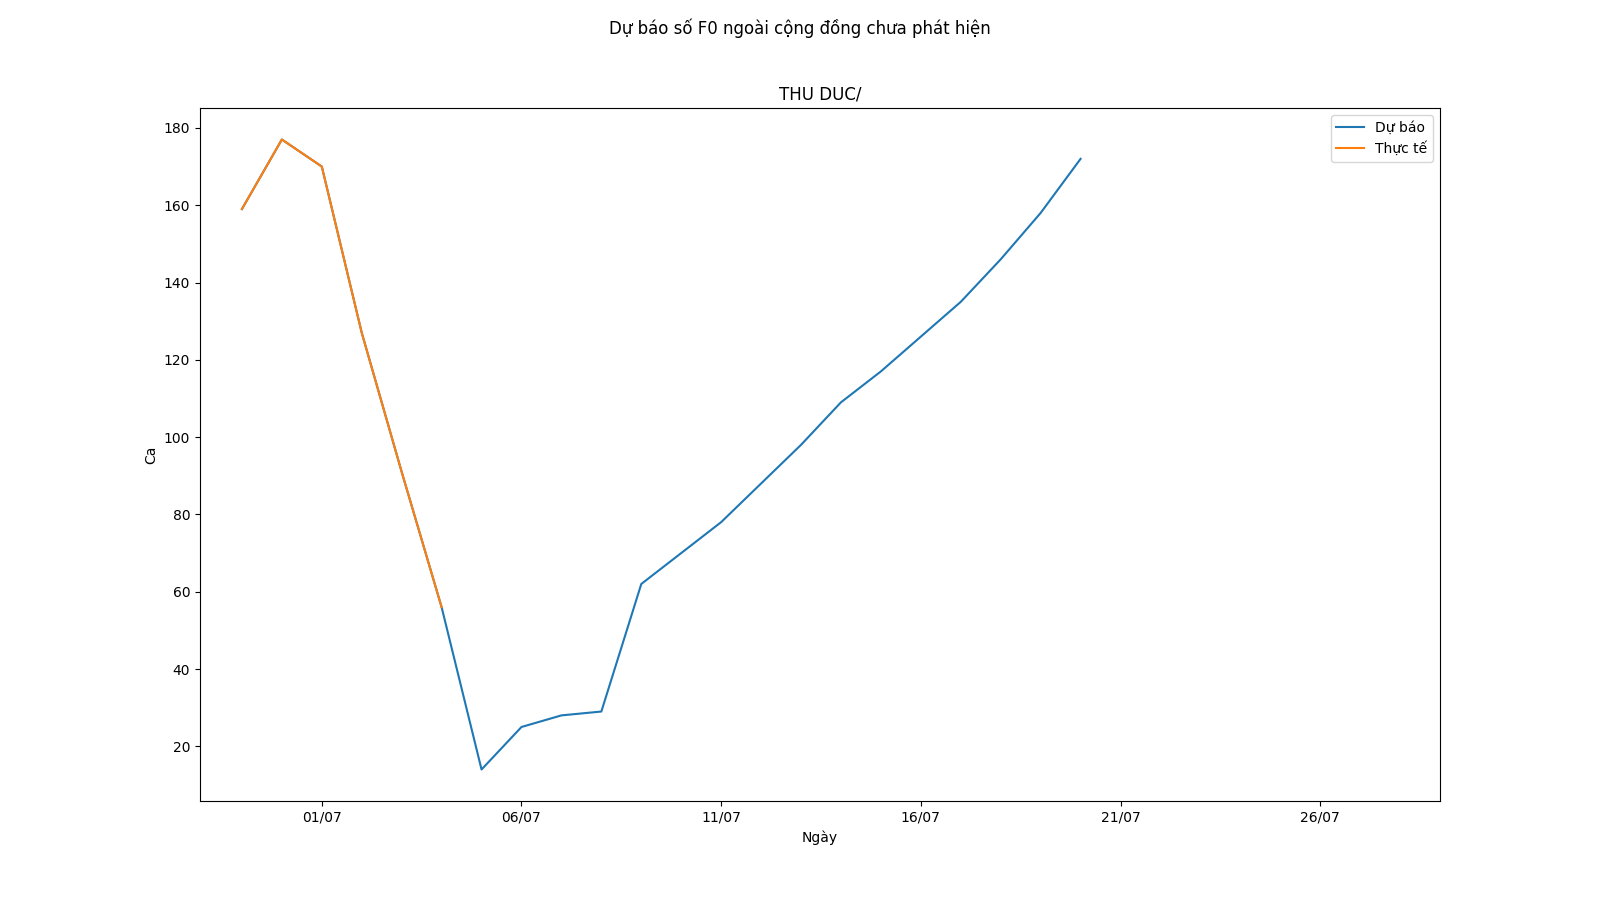 Dự báo số F0 ngoài cộng đồng chưa phát hiện
THU DUC/
Dự báo
Thực tế
180
160
140
120
100
80
60
40
20
Ca
01/07
06/07
11/07
16/07
21/07
26/07
Ngày